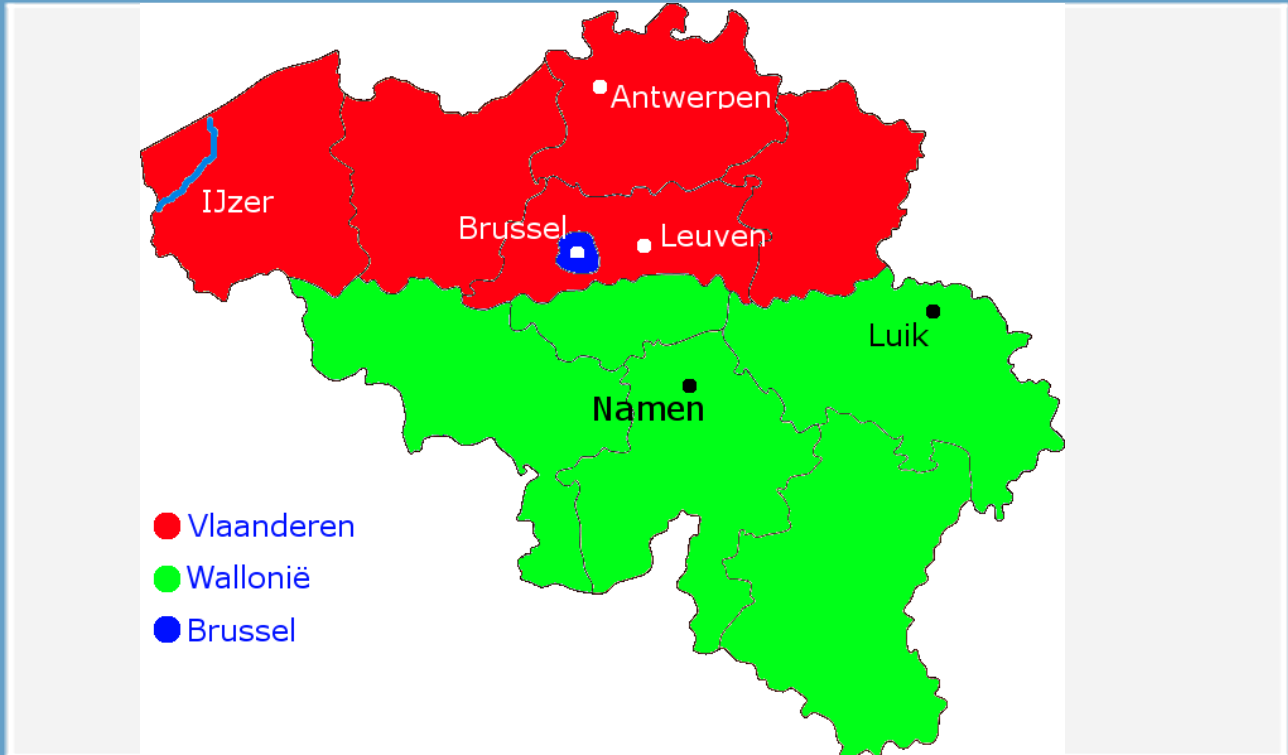 Antwerpen
IJzer
Brussel
Leuven
Luik
Namen
Vlaanderen
Wallonië
Brussel